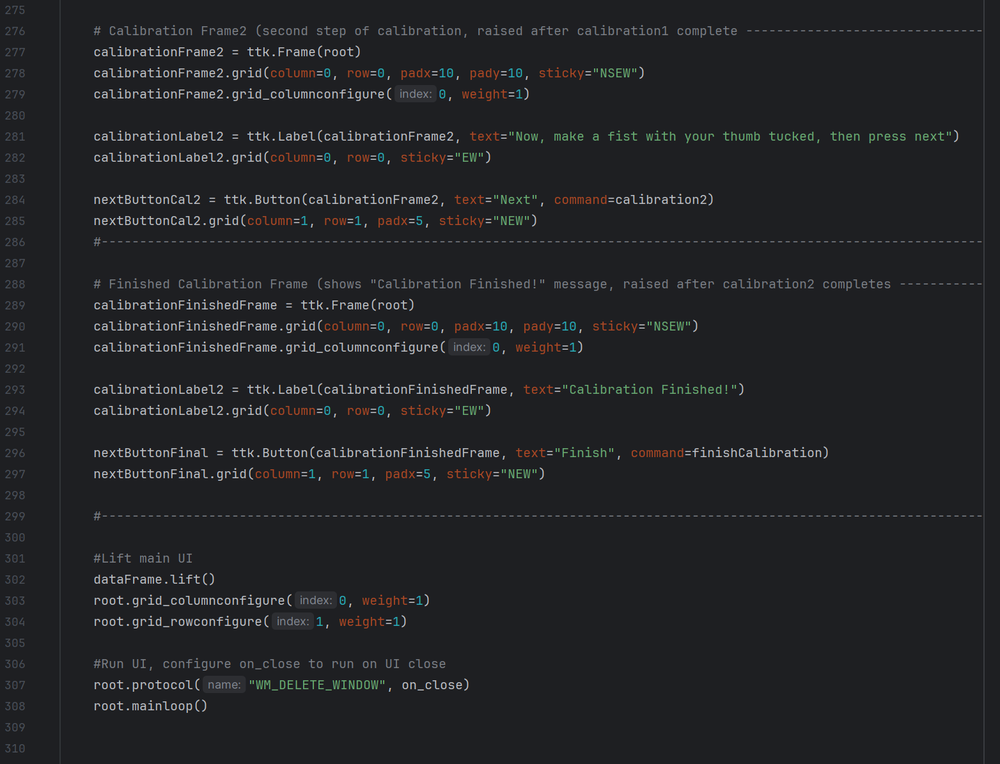 275
276 # Calibration Frame2 (second step of calibration, raised after calibration1 complete -------------------------------
277 calibrationFrame2 = ttk.Frame(root)
278 calibrationFrame2.grid(column=0, row=0, padx=10, pady=10, sticky="NSEW")
279 calibrationFrame2.grid_columnconfigure( index: 0, weight=1)
280
281 calibrationLabel2 = ttk.Label(calibrationFrame2, text="Now, make a fist with your thumb tucked, then press next")
282 calibrationLabel2.grid(column=0, row=0, sticky="EW")
283
284 nextButtonCal2 = ttk.Button(calibrationFrame2, text="Next", command=calibration2)
285 nextButtonCal2.grid(column=1, row=1, padx=5, sticky="NEW")
286 #-------------------------------------------------------------------------------------------------------------------
287
288 # Finished Calibration Frame (shows "Calibration Finished!" message, raised after calibration2 completes -----------
289 calibrationFinishedFrame = ttk.Frame(root)
290 calibrationFinishedFrame.grid(column=0, row=0, padx=10, pady=10, sticky="NSEW")
291 calibrationFinishedFrame.grid_columnconfigure( index: 0, weight=1)
292
293 calibrationLabel2 = ttk.Label(calibrationFinishedFrame, text="Calibration Finished!")
294 calibrationLabel2.grid(column=0, row=0, sticky="EW")
295
296 nextButtonFinal = ttk.Button(calibrationFinishedFrame, text="Finish", command=finishCalibration)
297 nextButtonFinal.grid(column=1, row=1, padx=5, sticky="NEW")
298
299 #-------------------------------------------------------------------------------------------------------------------
300
301 #Lift main UI
302 dataFrame.lift()
303 root.grid_columnconfigure( index: 0, weight=1)
304 root.grid_rowconfigure( index: 1, weight=1)
305
306 #Run UI, configure on_close to run on UI close
307 root.protocol( name: "WM_DELETE_WINDOW", on_close)
308 root.mainloop()
309
310